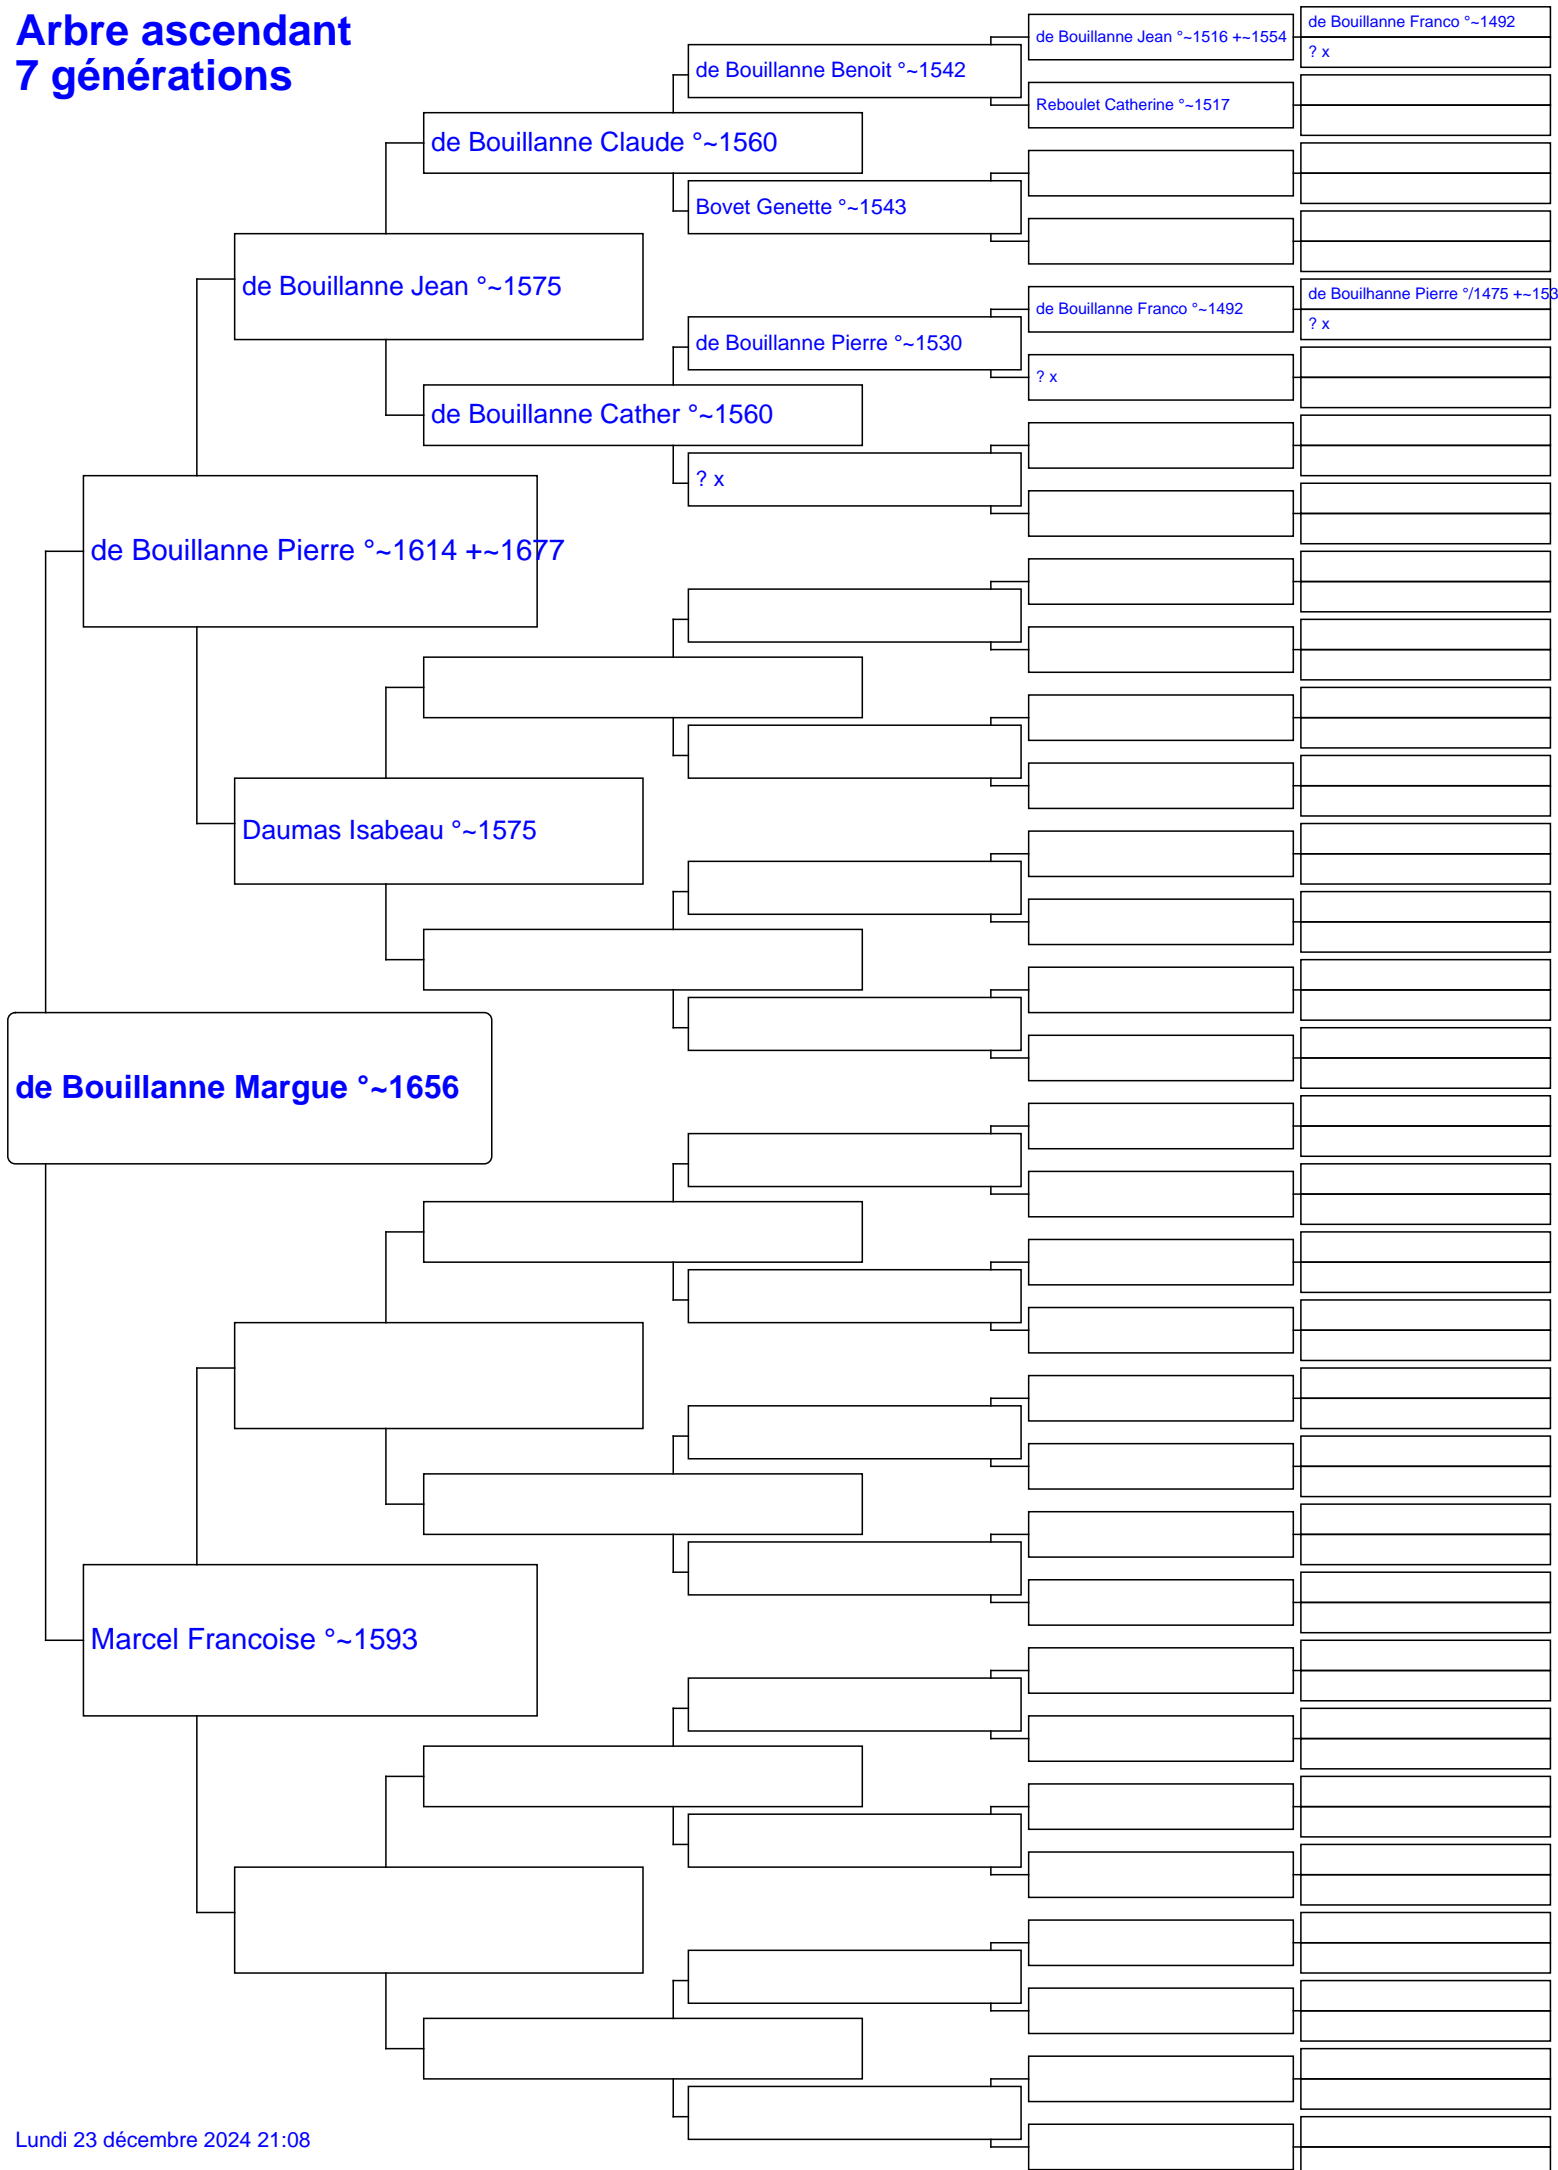 Arbre ascendant
7 générations
de Bouillanne Franco °~1492
de Bouillanne Jean °~1516 +~1554
? x
de Bouillanne Benoit °~1542
Reboulet Catherine °~1517
de Bouillanne Claude °~1560
Bovet Genette °~1543
de Bouillanne Jean °~1575
de Bouilhanne Pierre °/1475 +~153
de Bouillanne Franco °~1492
? x
de Bouillanne Pierre °~1530
? x
de Bouillanne Cather °~1560
? x
de Bouillanne Pierre °~1614 +~1677
Daumas Isabeau °~1575
de Bouillanne Margue °~1656
Marcel Francoise °~1593
Lundi 23 décembre 2024 21:08